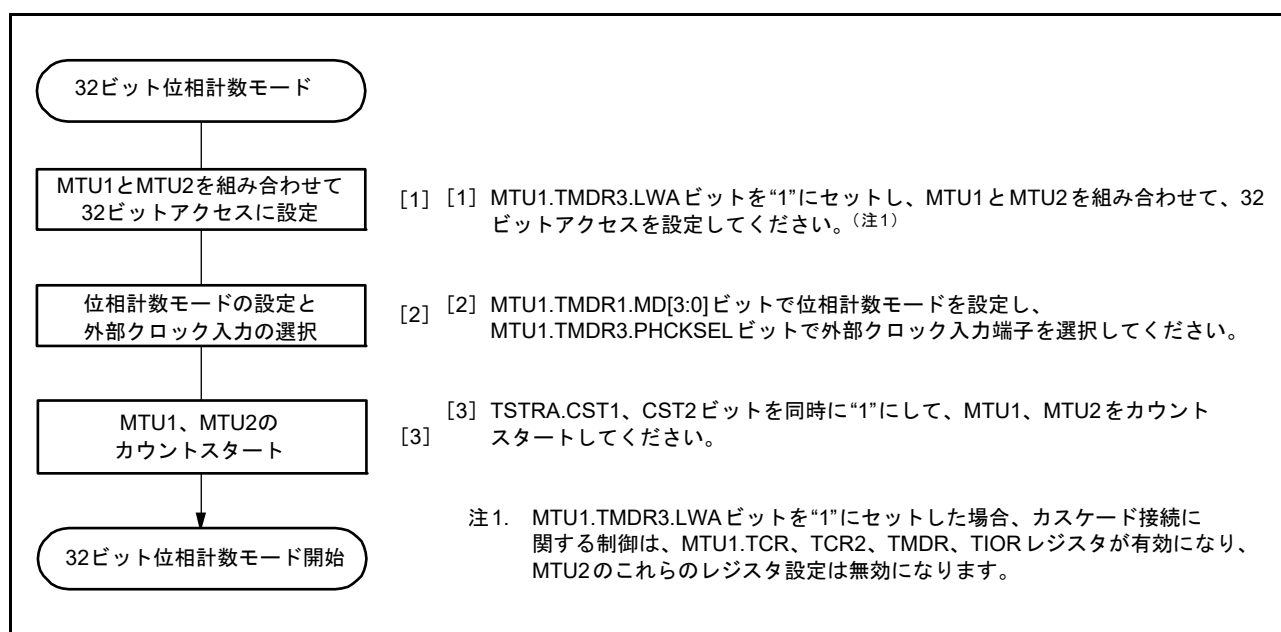 32ビット位相計数モード
MTU1とMTU2を組み合わせて
32ビットアクセスに設定
[1]
[1] MTU1.TMDR3.LWAビットを“1”にセットし、MTU1とMTU2を組み合わせて、32
ビットアクセスを設定してください。（注1）
位相計数モードの設定と
外部クロック入力の選択
[2]
[2] MTU1.TMDR1.MD[3:0]ビットで位相計数モードを設定し、
MTU1.TMDR3.PHCKSELビットで外部クロック入力端子を選択してください。
MTU1、MTU2の
カウントスタート
[3]
[3] TSTRA.CST1、CST2ビットを同時に“1”にして、MTU1、MTU2をカウント
スタートしてください。
32ビット位相計数モード開始
注1. MTU1.TMDR3.LWAビットを“1”にセットした場合、カスケード接続に
関する制御は、MTU1.TCR、TCR2、TMDR、TIORレジスタが有効になり、
MTU2のこれらのレジスタ設定は無効になります。